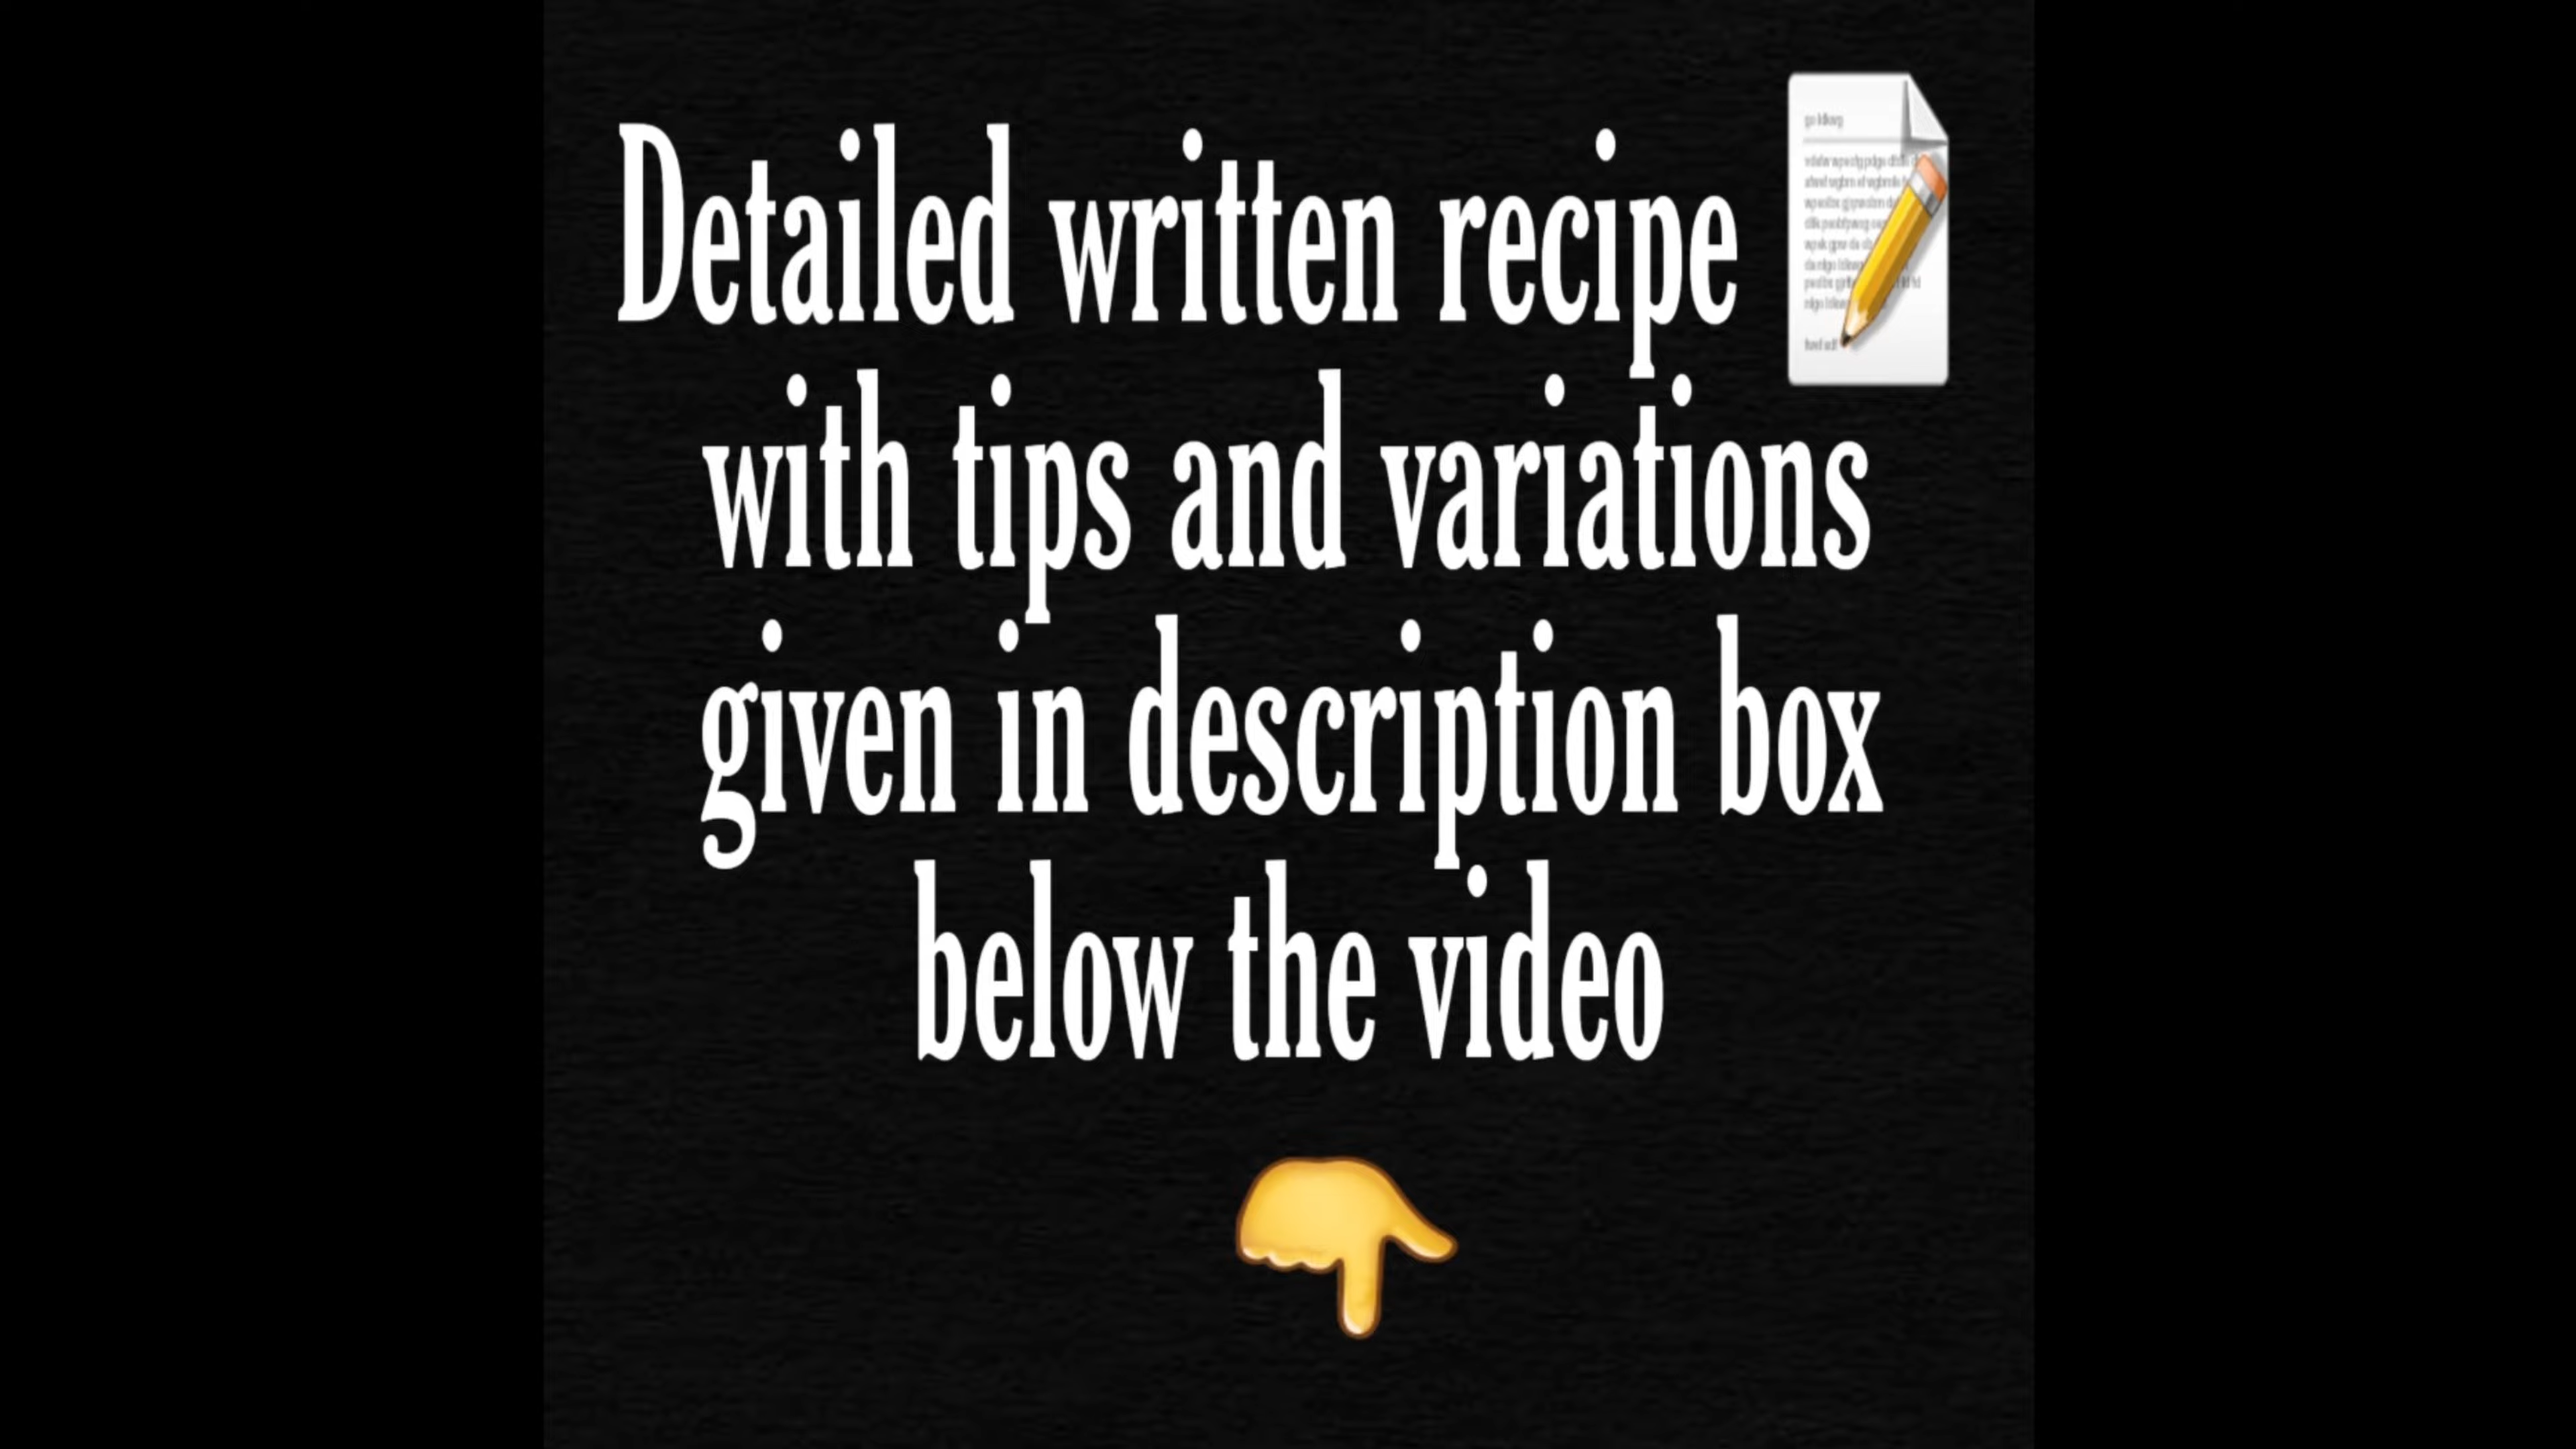 Detailed written recipe
with tips and variations
given in description box
below the video